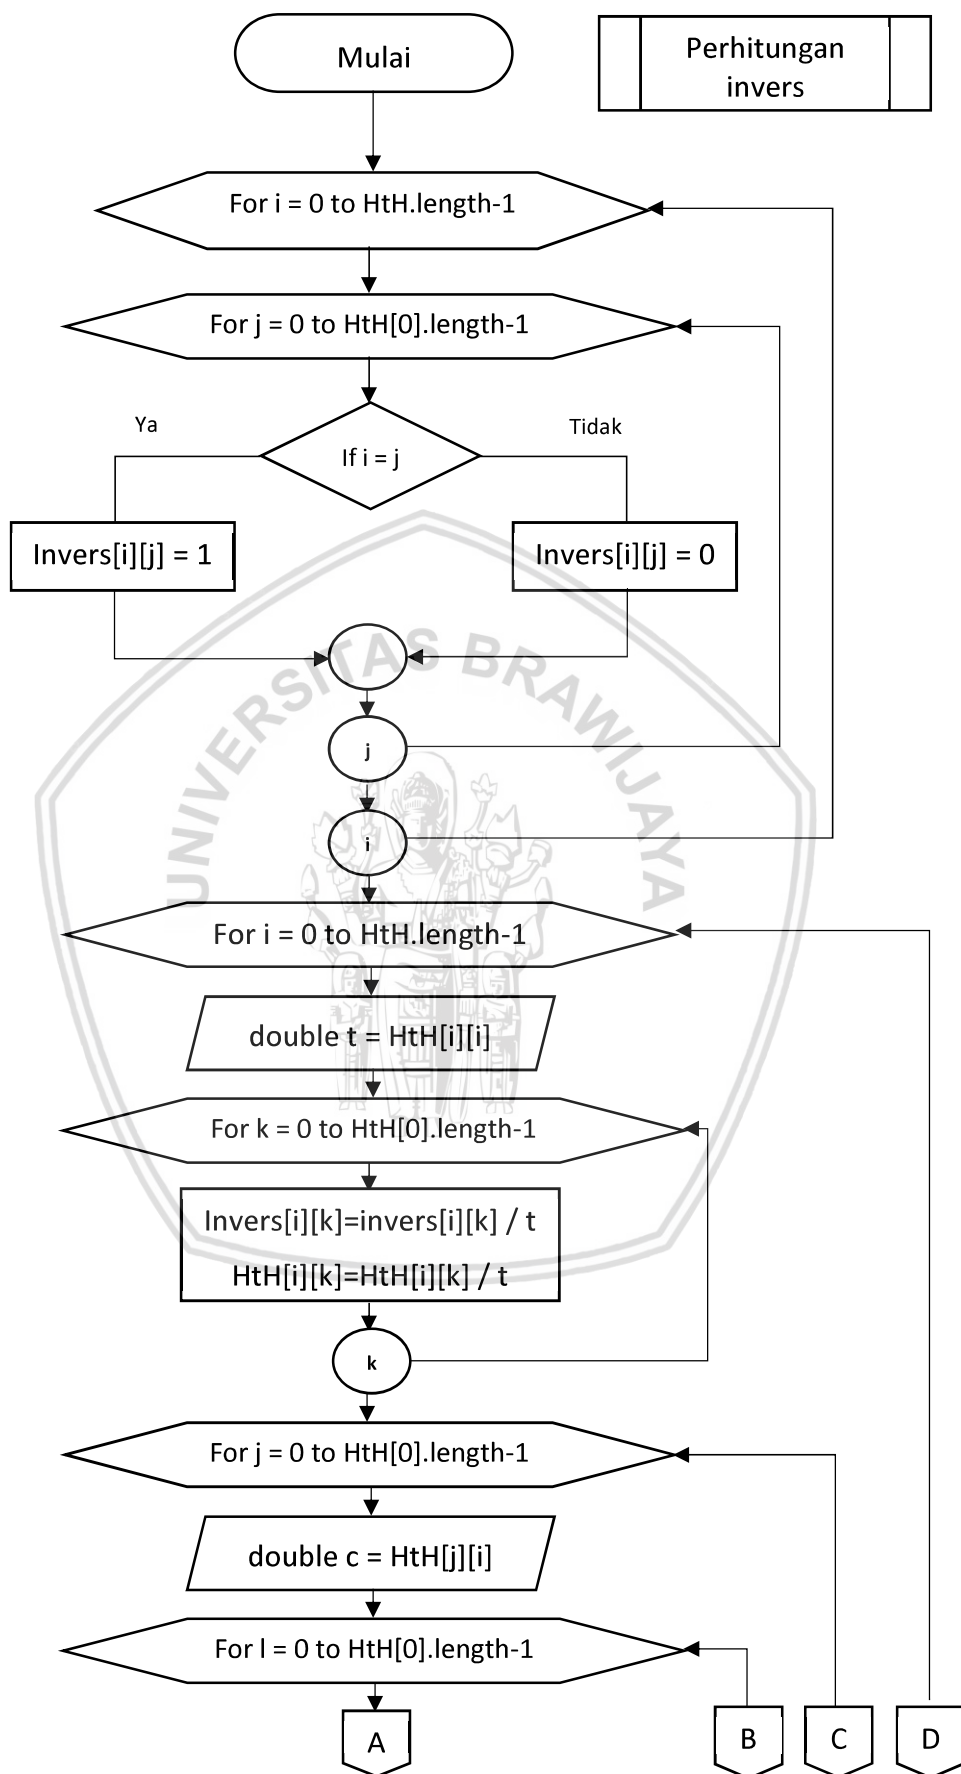 Mulai
Perhitungan
invers
For i = 0 to HtH.length-1
For j = 0 to HtH[0].length-1
Ya
Tidak
If i = j
Invers[i][j] = 1
Invers[i][j] = 0
UNIVERSITAS BRAWIJAYA
j
i
For i = 0 to HtH.length-1
double t = HtH[i][i]
For k = 0 to HtH[0].length-1
Invers[i][k]=invers[i][k] / t
HtH[i][k]=HtH[i][k] / t
k
For j = 0 to HtH[0].length-1
double c = HtH[j][i]
For l = 0 to HtH[0].length-1
A
B
C
D